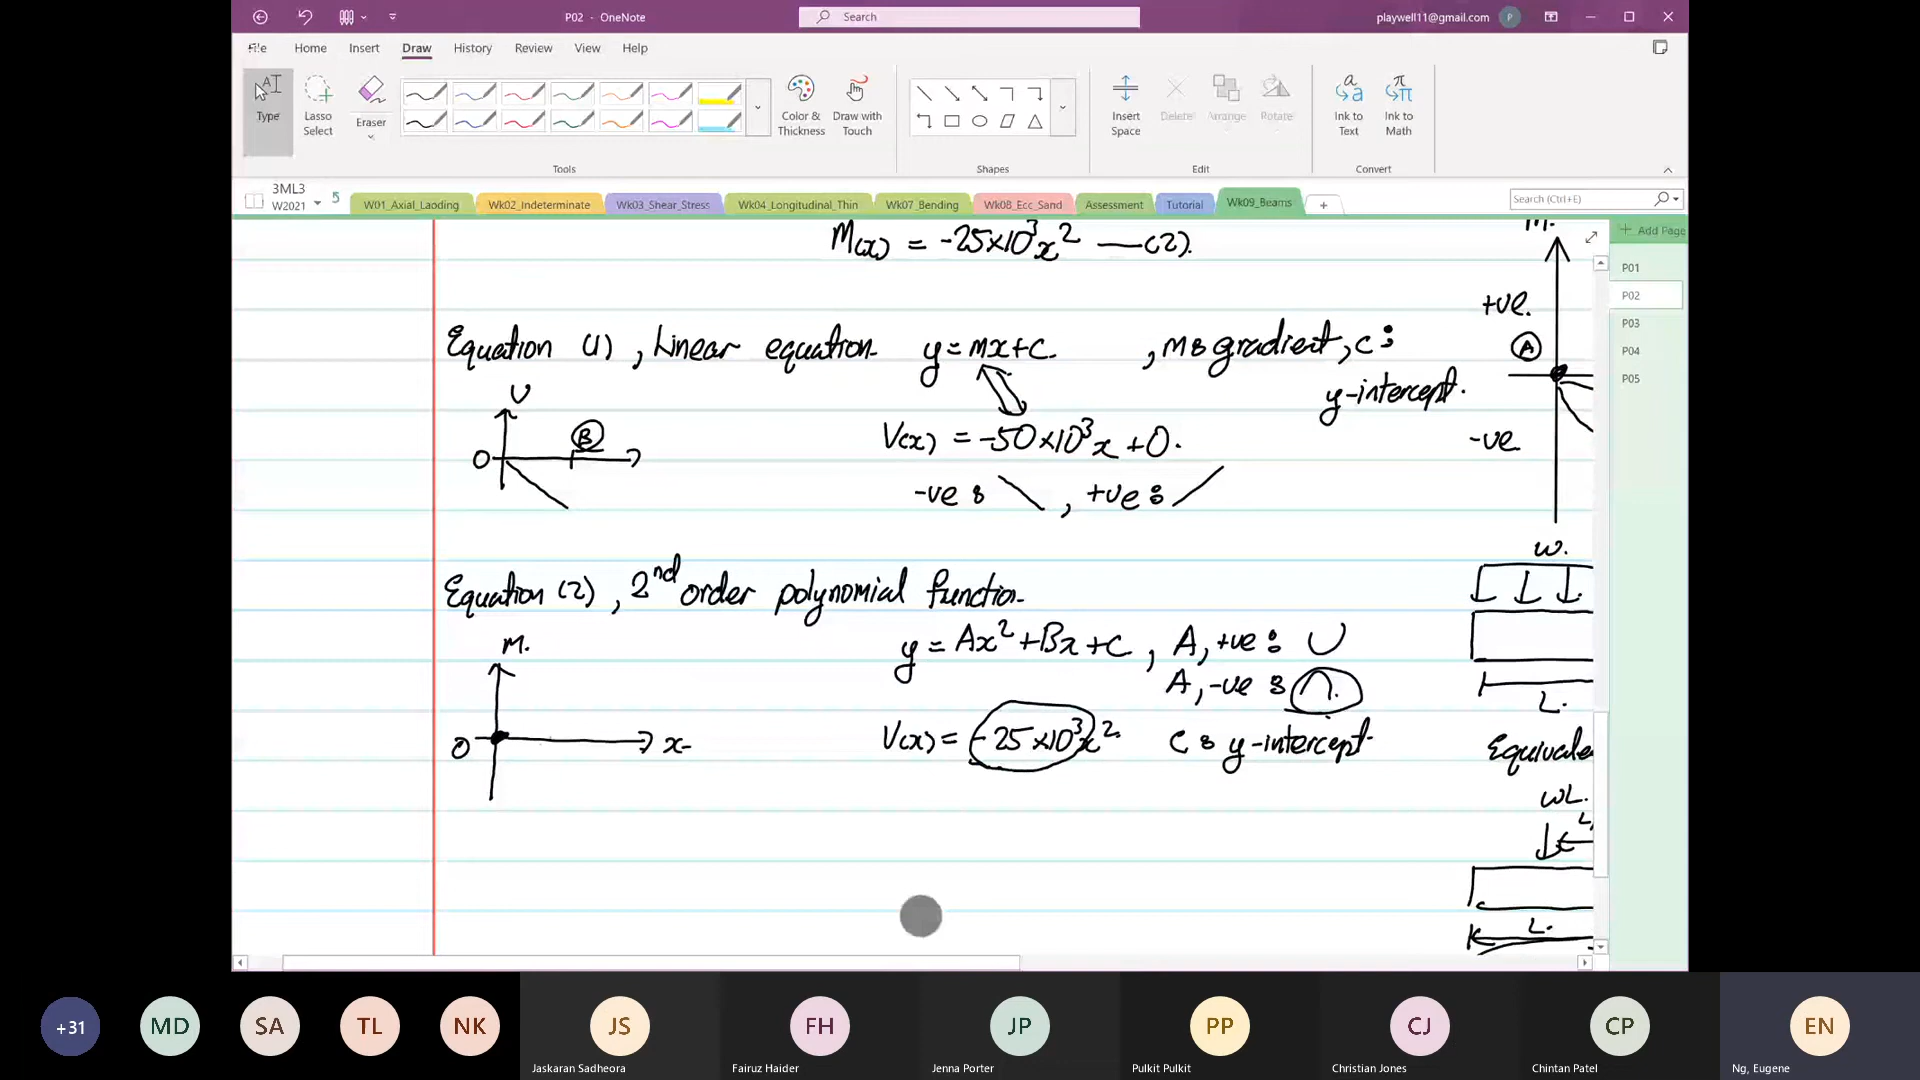 P02 - OneNote
Search
playwell11@gmail.com
P
File Home Insert Draw History Review View Help
Type
Lasso Select
Eraser
Color & Thickness
Draw with Touch
Insert Space
Delete
Arrange
Rotate
Ink to Text
Ink to Math
Tools
Shapes
Edit
Convert
3ML3 W2021
W01_Axial_Laoding
Wk02_Indeterminate
Wk03_Shear_Stress
Wk04_Longitudinal_Thin
Wk07_Bending
Wk08_Ecc_Sand
Assessment
Tutorial
Wk09_Beams
+
Search (Ctrl+E)
Add Page
P01
P02
P03
P04
P05
M(x) = -25×10³x² —(2).
M.
+ve.
A
-ve
Equation (1), Linear equation. y=mx+c. , m: gradient, c:
y-intercept.
V
B
O
V(x) = -50×10³x +0.
-ve: \ , +ve: /
Equation (2), 2nd order polynomial function.
M.
y = Ax² + Bx + C , A, +ve: ∪
A, -ve: ∩.
O
x
V(x) = -25×10³x² C: y-intercept
w.
L.
Equivale
wL.
L/
L.
+31
MD
SA
TL
NK
JS
Jaskaran Sadheora
FH
Fairuz Haider
JP
Jenna Porter
PP
Pulkit Pulkit
CJ
Christian Jones
CP
Chintan Patel
EN
Ng, Eugene